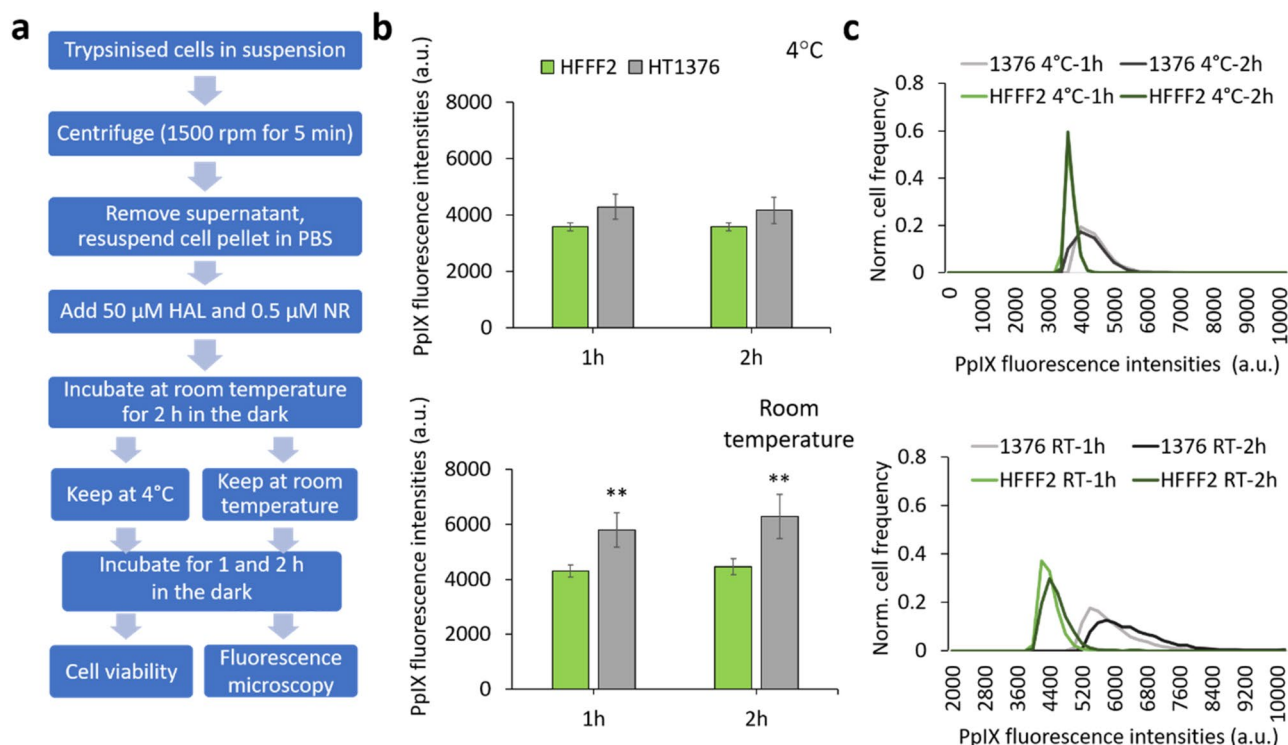 a
Trypsinised cells in suspension
Centrifuge (1500 rpm for 5 min)
Remove supernatant,
resuspend cell pellet in PBS
Add 50 µM HAL and 0.5 µM NR
Incubate at room temperature
for 2 h in the dark
Keep at 4°C
Keep at room
temperature
Incubate for 1 and 2 h
in the dark
Cell viability
Fluorescence
microscopy
b
HFFF2 HT1376
4°C
PpIX fluorescence intensities (a.u.)
8000
6000
4000
2000
0
1h 2h
Room
temperature
PpIX fluorescence intensities (a.u.)
8000
6000
4000
2000
0
** **
1h 2h
c
1376 4°C-1h 1376 4°C-2h
HFFF2 4°C-1h HFFF2 4°C-2h
Norm. cell frequency
0.8
0.6
0.4
0.2
0
0 1000 2000 3000 4000 5000 6000 7000 8000 9000 10000
PpIX fluorescence intensities (a.u.)
1376 RT-1h 1376 RT-2h
HFFF2 RT-1h HFFF2 RT-2h
Norm. cell frequency
0.8
0.6
0.4
0.2
0
2000 2800 3600 4400 5200 6000 6800 7600 8400 9200 10000
PpIX fluorescence intensities (a.u.)